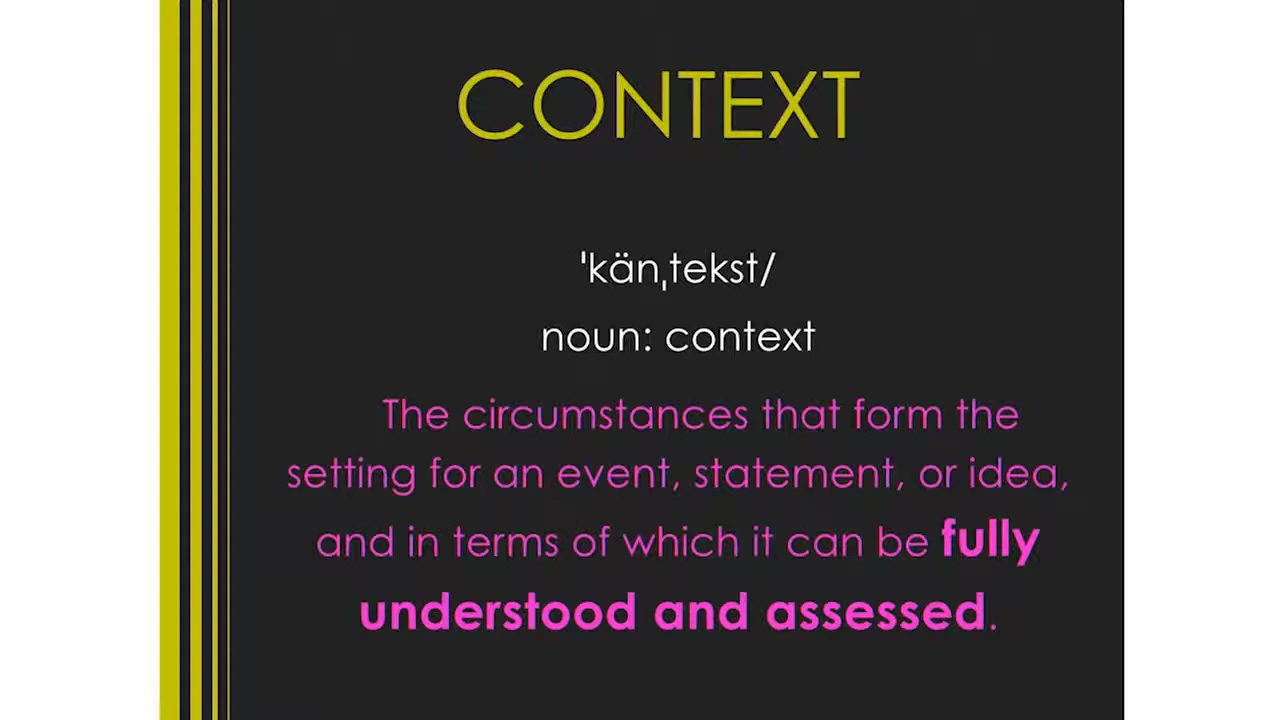 CONTEXT
ˈkänˌtekst/
noun: context
The circumstances that form the
setting for an event, statement, or idea,
and in terms of which it can be fully
understood and assessed.